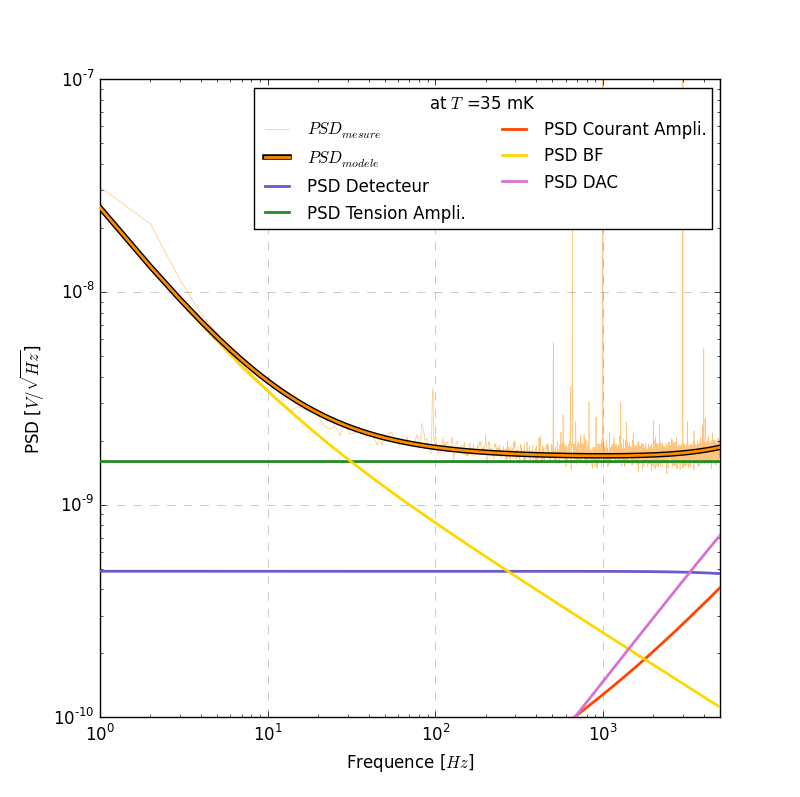 at T =35 mK
PSD_mesure
PSD_modele
PSD Detecteur
PSD Tension Ampli.
PSD Courant Ampli.
PSD BF
PSD DAC
PSD [V/√Hz]
10^-7
10^-8
10^-9
10^-10
10^0 10^1 10^2 10^3
Frequence [Hz]